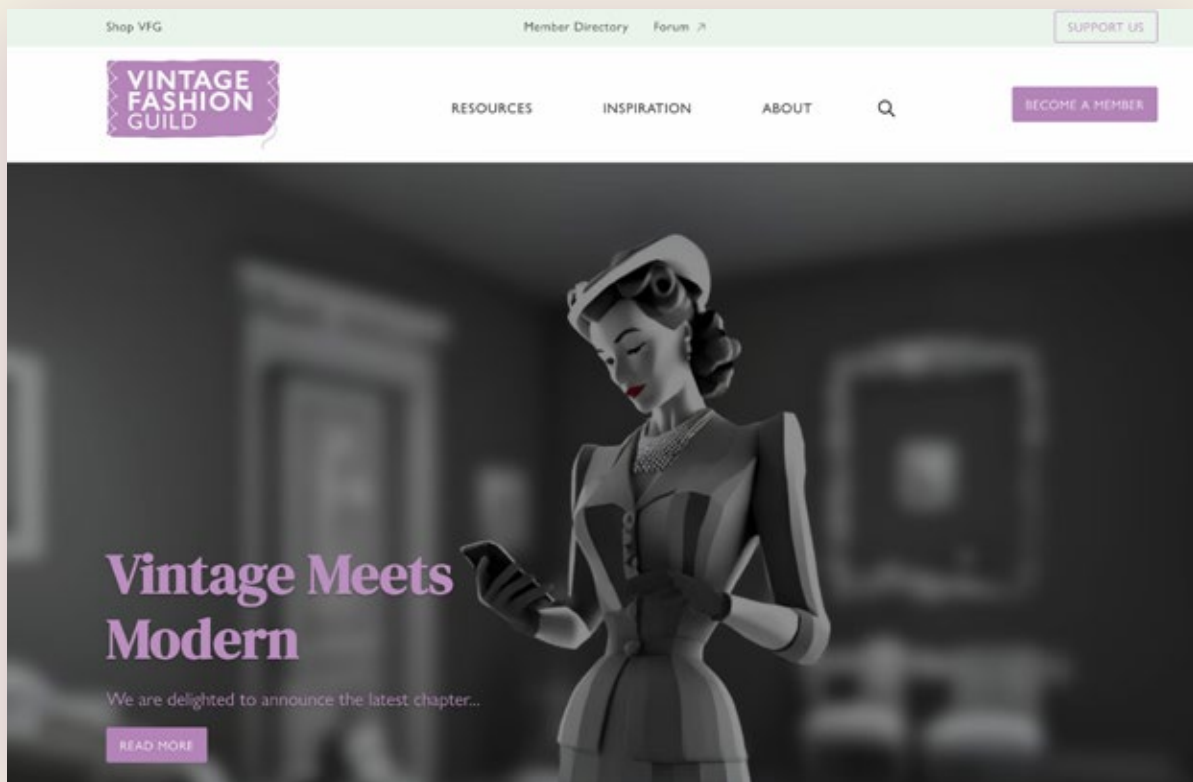 Shop VFG
Member Directory
Forum ↗
SUPPORT US
VINTAGE
FASHION
GUILD
RESOURCES
INSPIRATION
ABOUT
BECOME A MEMBER
Vintage Meets
Modern
We are delighted to announce the latest chapter...
READ MORE